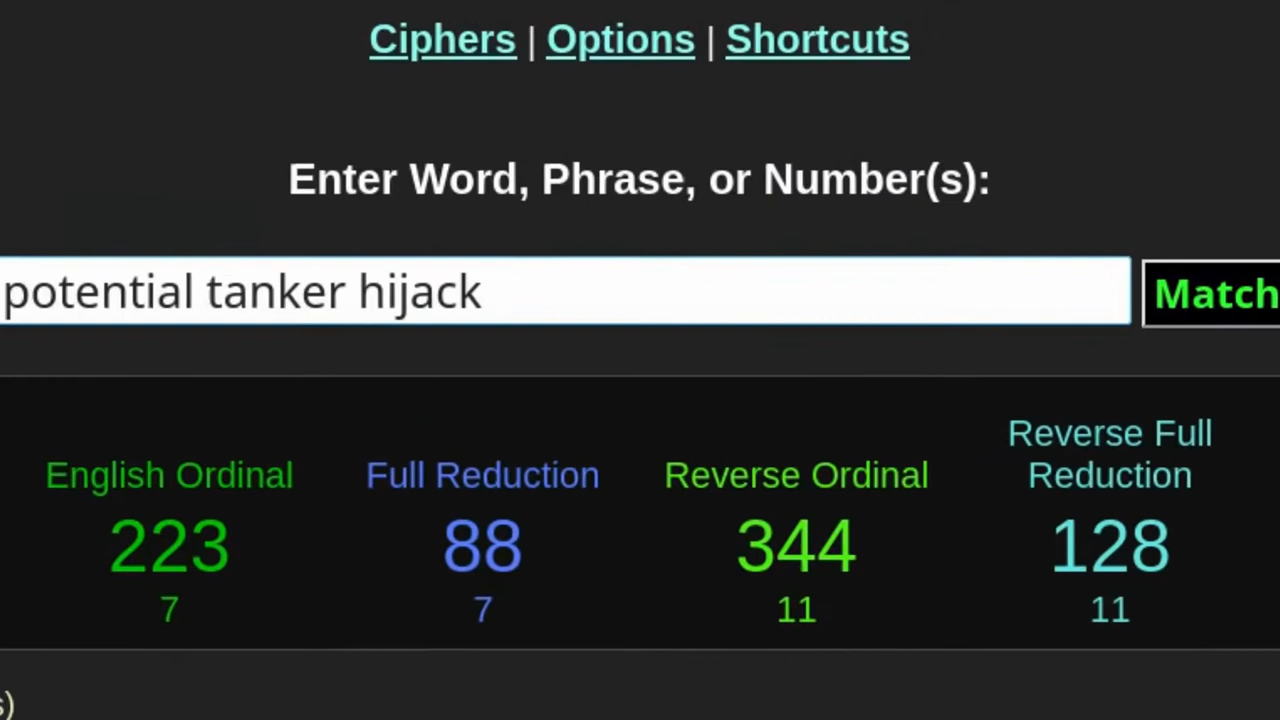 Ciphers | Options | Shortcuts
Enter Word, Phrase, or Number(s):
potential tanker hijack
Match
English Ordinal
223
7
Full Reduction
88
7
Reverse Ordinal
344
11
Reverse Full
Reduction
128
11
s)